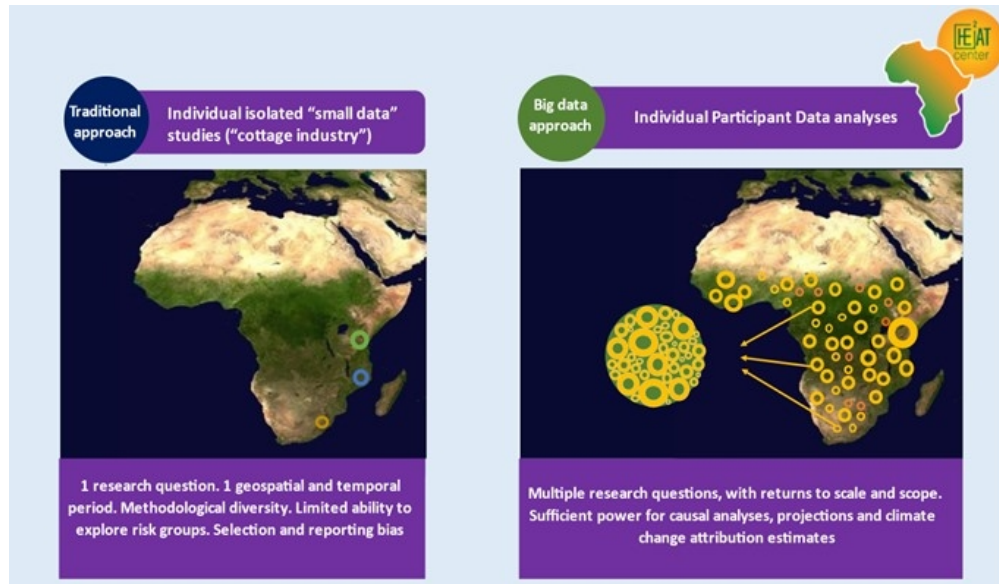 HE²AT
center
Traditional
approach
Individual isolated “small data”
studies (“cottage industry”)
Big data
approach
Individual Participant Data analyses
1 research question. 1 geospatial and temporal
period. Methodological diversity. Limited ability to
explore risk groups. Selection and reporting bias
Multiple research questions, with returns to scale and scope.
Sufficient power for causal analyses, projections and climate
change attribution estimates